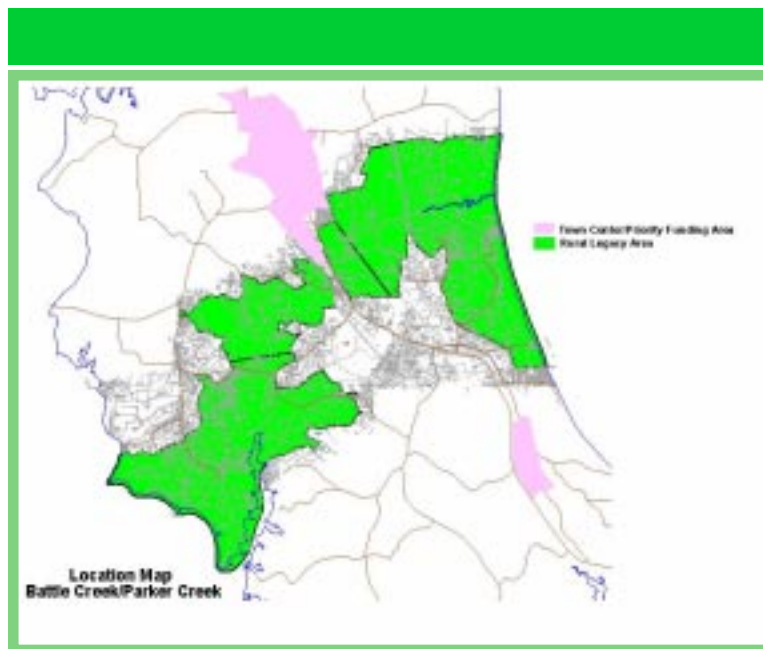 Town Center/Priority Funding Area
Rural Legacy Area
Location Map
Battle Creek/Parker Creek